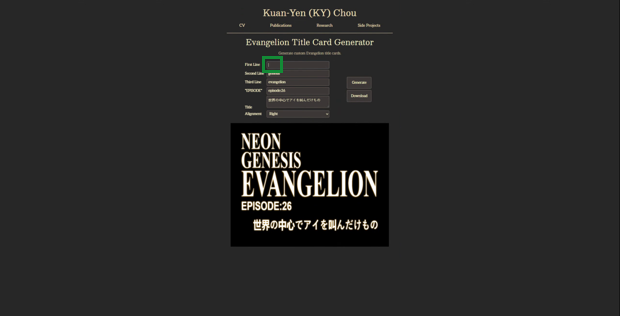 Kuan-Yen (KY) Chou
CV Publications Research Side Projects
Evangelion Title Card Generator
Generate custom Evangelion title cards.
First Line
Second Line genesis
Third Line evangelion
"EPISODE" episode:26
Title 世界の中心でアイを叫んだけもの
Alignment Right
Generate
Download
NEON
GENESIS
EVANGELION
EPISODE:26
世界の中心でアイを叫んだけもの